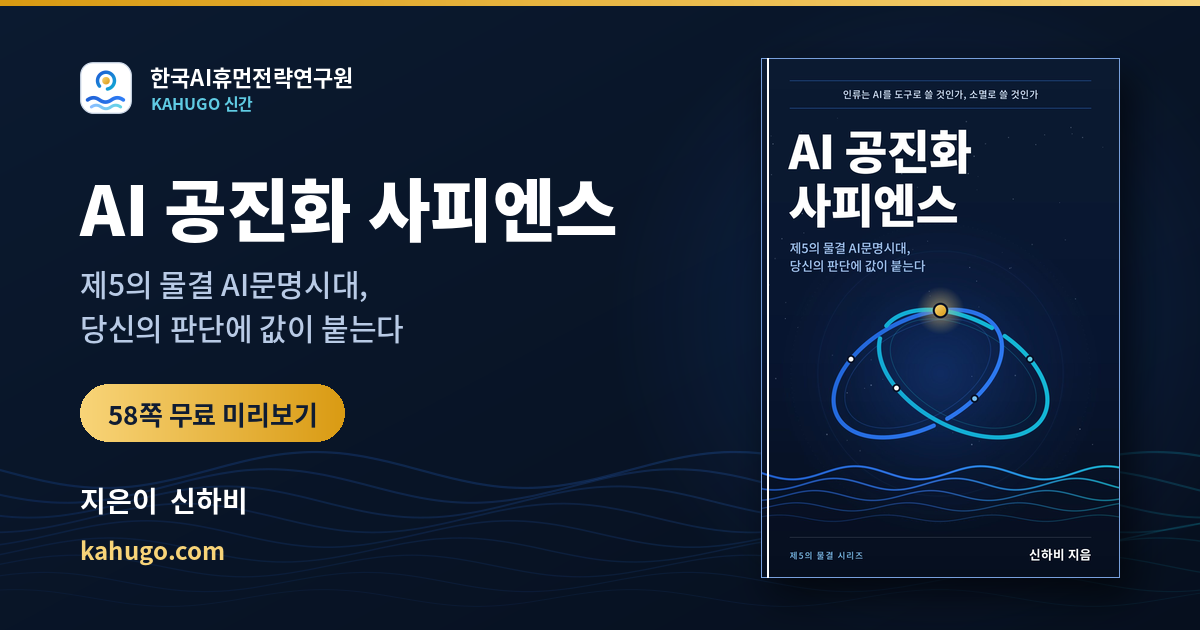 한국AI휴먼전략연구원
KAHUGO 신간
AI 공진화 사피엔스
제5의 물결 AI문명시대,
당신의 판단에 값이 붙는다
58쪽 무료 미리보기
지은이 신하비
kahugo.com
인류는 AI를 도구로 쓸 것인가, 소멸로 쓸 것인가
AI 공진화
사피엔스
제5의 물결 AI문명시대,
당신의 판단에 값이 붙는다
제5의 물결 시리즈
신하비 지음